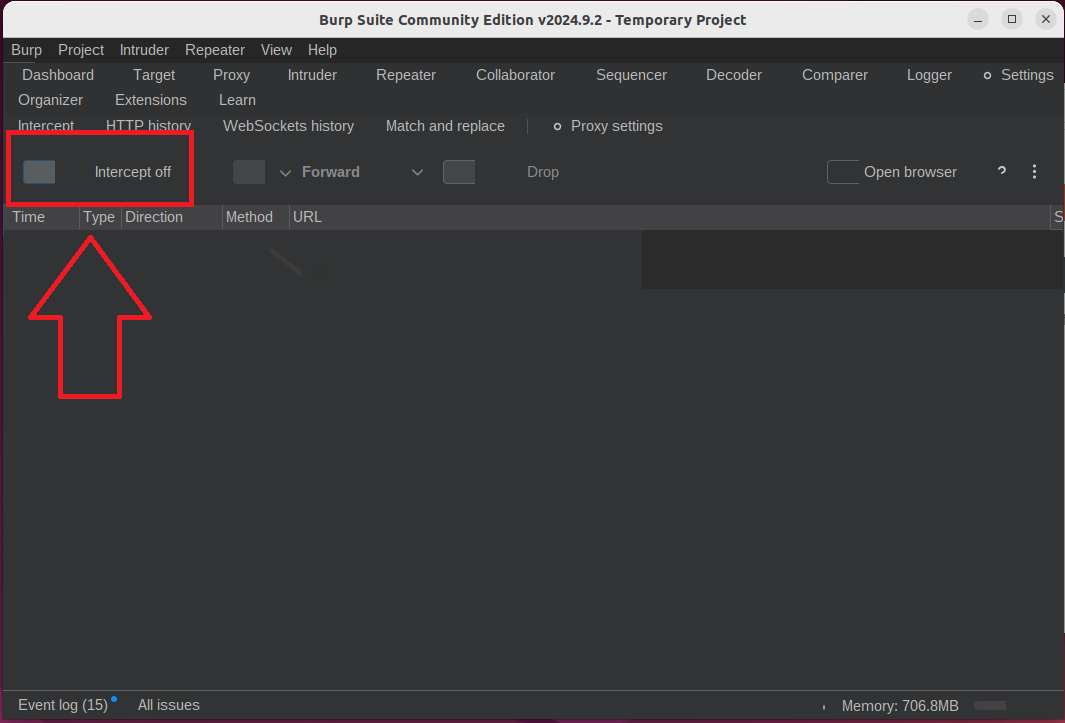 Burp Suite Community Edition v2024.9.2 - Temporary Project
Burp Project Intruder Repeater View Help
Dashboard Target Proxy Intruder Repeater Collaborator Sequencer Decoder Comparer Logger Settings
Organizer Extensions Learn
Intercept HTTP history WebSockets history Match and replace Proxy settings
Intercept off Forward Drop Open browser ?
Time Type Direction Method URL S
Event log (15) All issues Memory: 706.8MB